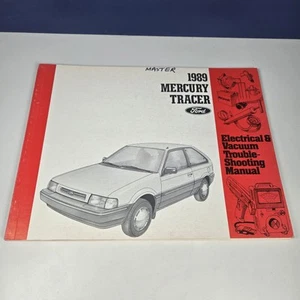 MASTER
1989
MERCURY
TRACER
Ford
Electrical &
Vacuum
Trouble-
Shooting
Manual